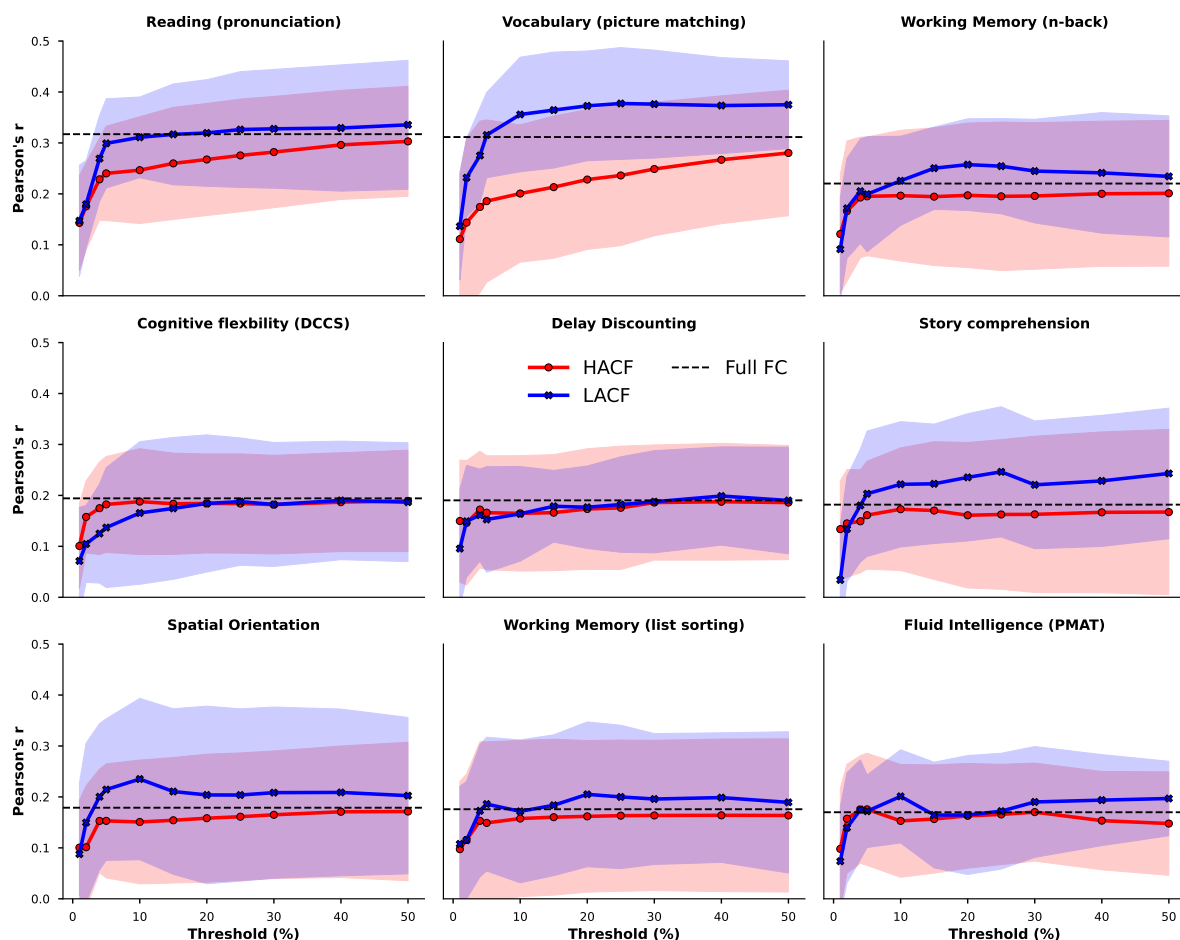 Reading (pronunciation)
Vocabulary (picture matching)
Working Memory (n-back)
0.5
0.4
0.3
0.2
0.1
0.0
Pearson's r
Cognitive flexbility (DCCS)
Delay Discounting
Story comprehension
0.5
0.4
0.3
0.2
0.1
0.0
Pearson's r
HACF
LACF
Full FC
Spatial Orientation
Working Memory (list sorting)
Fluid Intelligence (PMAT)
0.5
0.4
0.3
0.2
0.1
0.0
Pearson's r
0 10 20 30 40 50
0 10 20 30 40 50
0 10 20 30 40 50
Threshold (%)
Threshold (%)
Threshold (%)